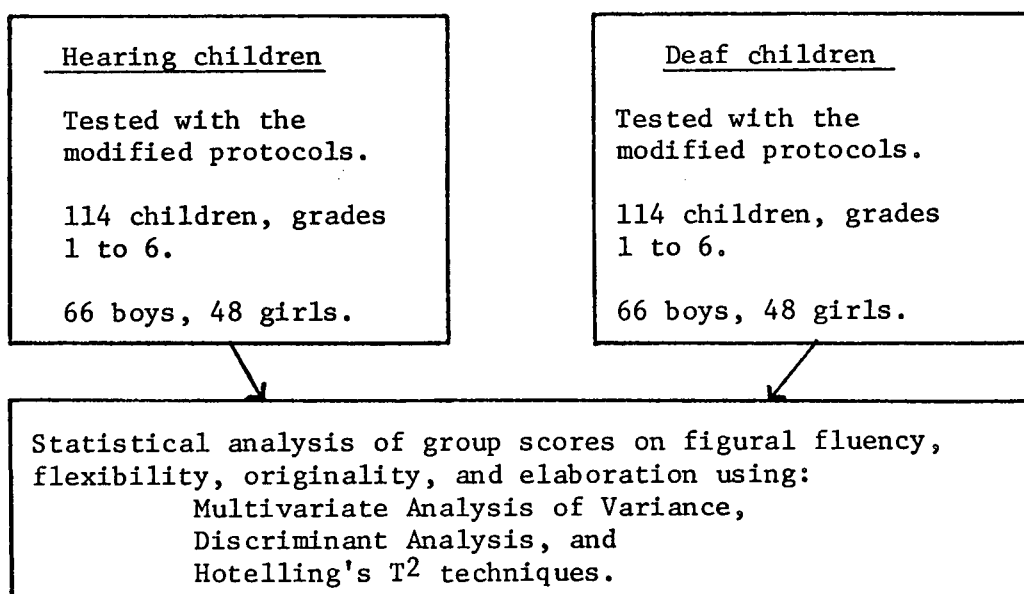 Hearing children
Tested with the
modified protocols.
114 children, grades
1 to 6.
66 boys, 48 girls.
Deaf children
Tested with the
modified protocols.
114 children, grades
1 to 6.
66 boys, 48 girls.
Statistical analysis of group scores on figural fluency,
flexibility, originality, and elaboration using:
Multivariate Analysis of Variance,
Discriminant Analysis, and
Hotelling's T² techniques.